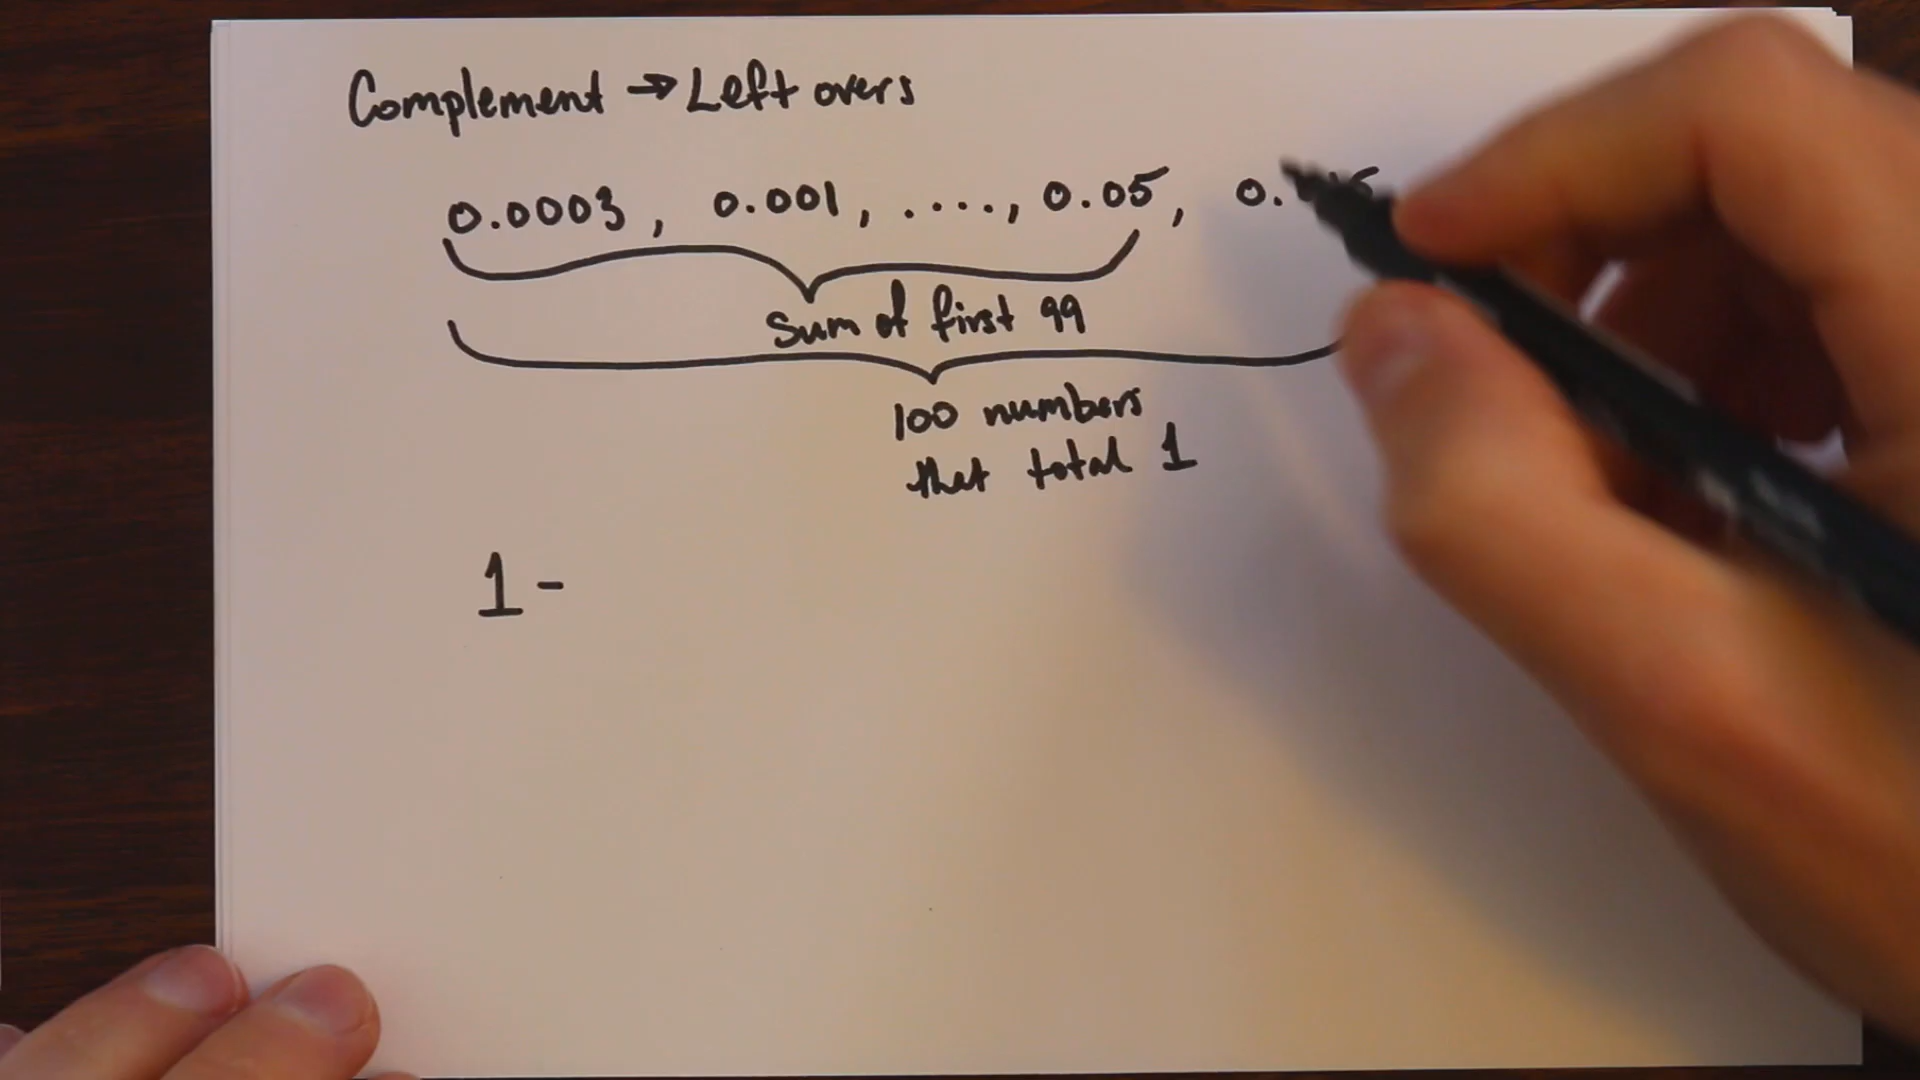 Complement → Left overs
0.0003, 0.001, ...., 0.05,
Sum of first 99
100 numbers
that total 1
1 -